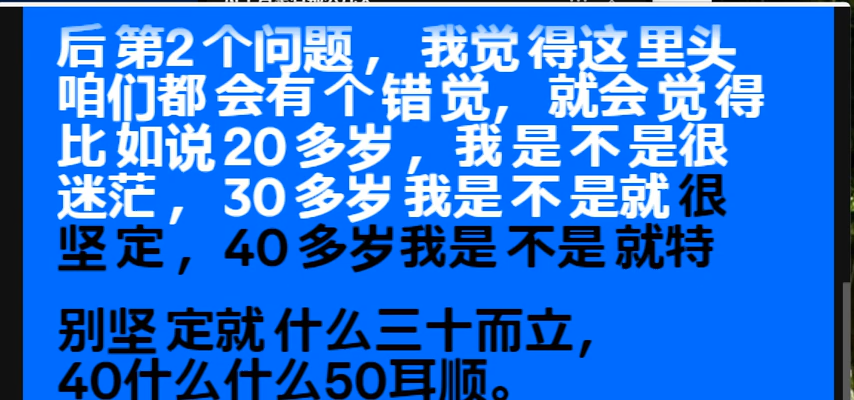 后第2个问题，我觉得这里头
咱们都会有个错觉，就会觉得
比如说20多岁，我是不是很
迷茫，30多岁我是不是就很
坚定，40多岁我是不是就特
别坚定就什么三十而立，
40什么什么50耳顺。